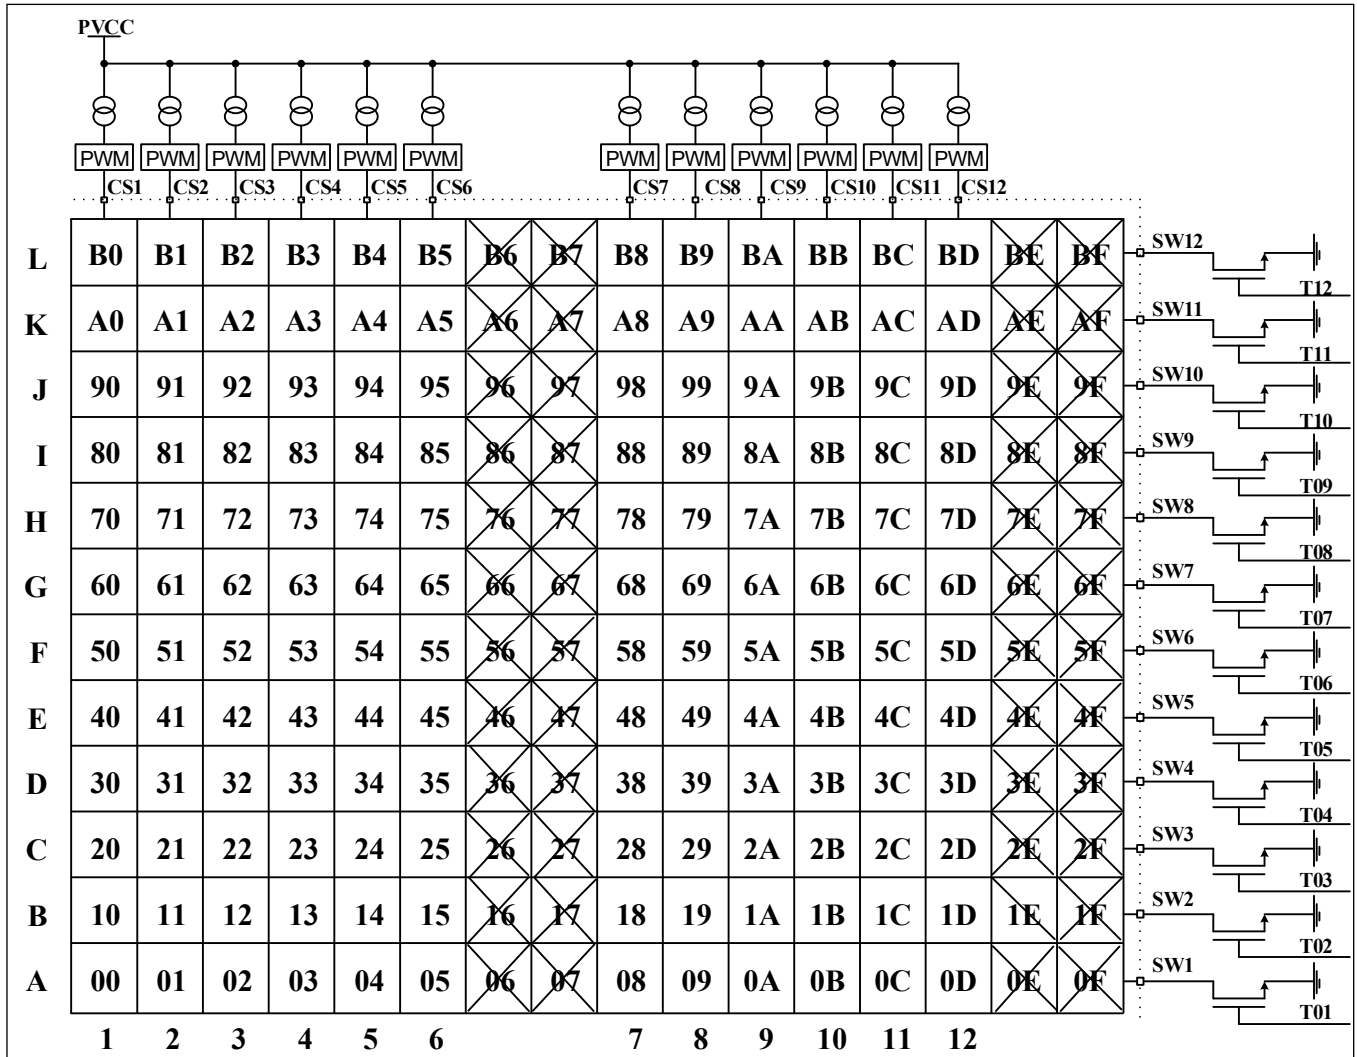 PVCC
PWM PWM PWM PWM PWM PWM PWM PWM PWM PWM PWM PWM
CS1 CS2 CS3 CS4 CS5 CS6 CS7 CS8 CS9 CS10 CS11 CS12
L B0 B1 B2 B3 B4 B5 B6 B7 B8 B9 BA BB BC BD BE BF SW12
T12
K A0 A1 A2 A3 A4 A5 A6 A7 A8 A9 AA AB AC AD AE AF SW11
T11
J 90 91 92 93 94 95 96 97 98 99 9A 9B 9C 9D 9E 9F SW10
T10
I 80 81 82 83 84 85 86 87 88 89 8A 8B 8C 8D 8E 8F SW9
T09
H 70 71 72 73 74 75 76 77 78 79 7A 7B 7C 7D 7E 7F SW8
T08
G 60 61 62 63 64 65 66 67 68 69 6A 6B 6C 6D 6E 6F SW7
T07
F 50 51 52 53 54 55 56 57 58 59 5A 5B 5C 5D 5E 5F SW6
T06
E 40 41 42 43 44 45 46 47 48 49 4A 4B 4C 4D 4E 4F SW5
T05
D 30 31 32 33 34 35 36 37 38 39 3A 3B 3C 3D 3E 3F SW4
T04
C 20 21 22 23 24 25 26 27 28 29 2A 2B 2C 2D 2E 2F SW3
T03
B 10 11 12 13 14 15 16 17 18 19 1A 1B 1C 1D 1E 1F SW2
T02
A 00 01 02 03 04 05 06 07 08 09 0A 0B 0C 0D 0E 0F SW1
T01
1 2 3 4 5 6 7 8 9 10 11 12